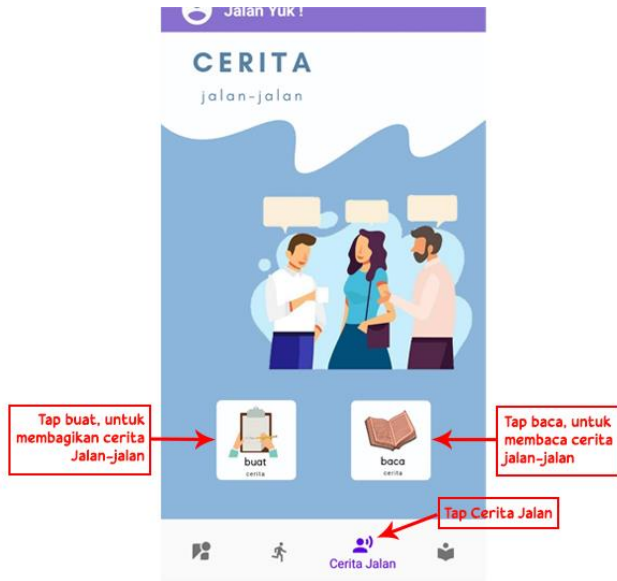 Jalan Yuk !
CERITA
jalan-jalan
Tap buat, untuk
membagikan cerita
Jalan-jalan
buat
cerita
baca
cerita
Tap baca, untuk
membaca cerita
jalan-jalan
Tap Cerita Jalan
Cerita Jalan